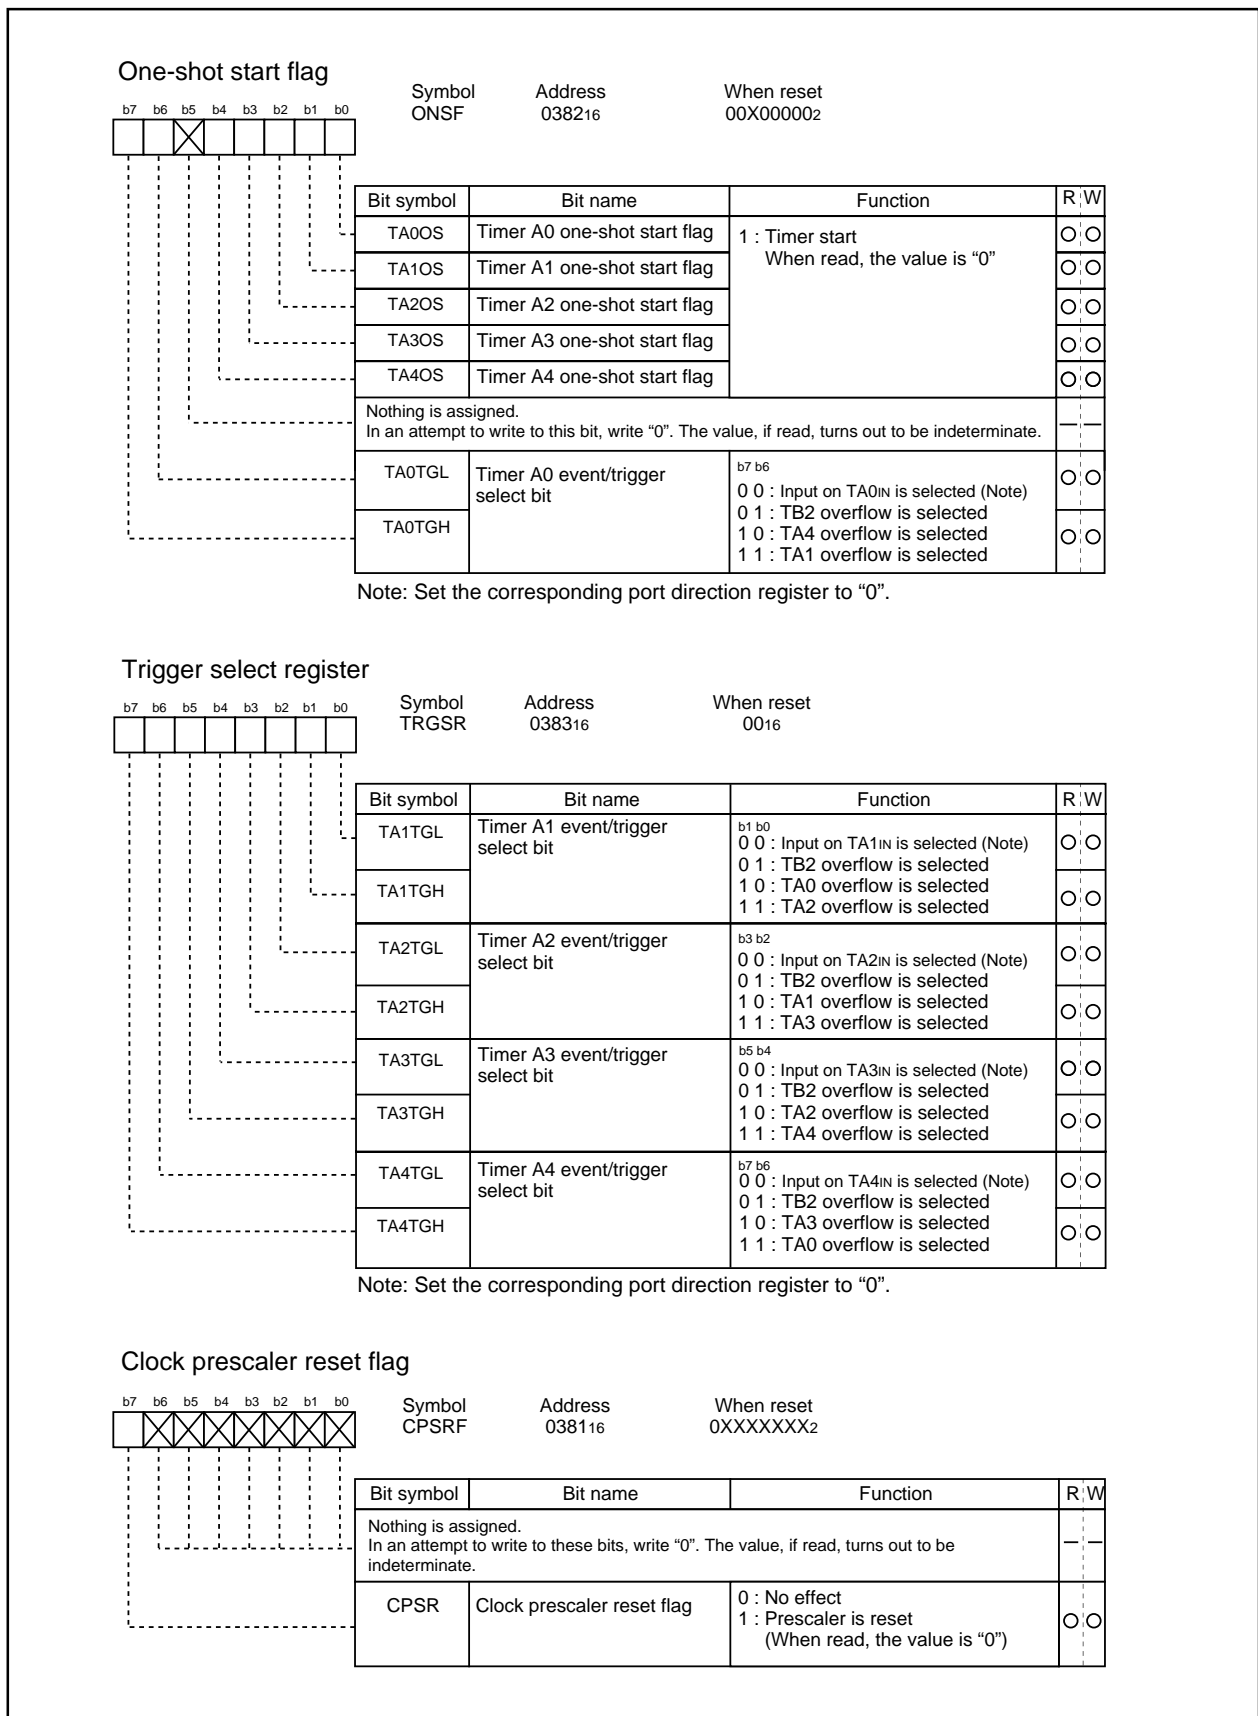 One-shot start flag
Symbol Address When reset
ONSF 038216 00X000002
b7 b6 b5 b4 b3 b2 b1 b0
Bit symbol Bit name Function R W
TA0OS Timer A0 one-shot start flag 1 : Timer start
When read, the value is “0”
TA1OS Timer A1 one-shot start flag
TA2OS Timer A2 one-shot start flag
TA3OS Timer A3 one-shot start flag
TA4OS Timer A4 one-shot start flag
Nothing is assigned.
In an attempt to write to this bit, write “0”. The value, if read, turns out to be indeterminate.
TA0TGL Timer A0 event/trigger b7 b6
select bit 0 0 : Input on TA0IN is selected (Note)
0 1 : TB2 overflow is selected
TA0TGH 1 0 : TA4 overflow is selected
1 1 : TA1 overflow is selected
Note: Set the corresponding port direction register to “0”.
Trigger select register
Symbol Address When reset
TRGSR 038316 0016
b7 b6 b5 b4 b3 b2 b1 b0
Bit symbol Bit name Function R W
TA1TGL Timer A1 event/trigger b1 b0
select bit 0 0 : Input on TA1IN is selected (Note)
0 1 : TB2 overflow is selected
TA1TGH 1 0 : TA0 overflow is selected
1 1 : TA2 overflow is selected
TA2TGL Timer A2 event/trigger b3 b2
select bit 0 0 : Input on TA2IN is selected (Note)
0 1 : TB2 overflow is selected
TA2TGH 1 0 : TA1 overflow is selected
1 1 : TA3 overflow is selected
TA3TGL Timer A3 event/trigger b5 b4
select bit 0 0 : Input on TA3IN is selected (Note)
0 1 : TB2 overflow is selected
TA3TGH 1 0 : TA2 overflow is selected
1 1 : TA4 overflow is selected
TA4TGL Timer A4 event/trigger b7 b6
select bit 0 0 : Input on TA4IN is selected (Note)
0 1 : TB2 overflow is selected
TA4TGH 1 0 : TA3 overflow is selected
1 1 : TA0 overflow is selected
Note: Set the corresponding port direction register to “0”.
Clock prescaler reset flag
Symbol Address When reset
CPSRF 038116 0XXXXXXX2
b7 b6 b5 b4 b3 b2 b1 b0
Bit symbol Bit name Function R W
Nothing is assigned.
In an attempt to write to these bits, write “0”. The value, if read, turns out to be
indeterminate.
CPSR Clock prescaler reset flag 0 : No effect
1 : Prescaler is reset
(When read, the value is “0”)